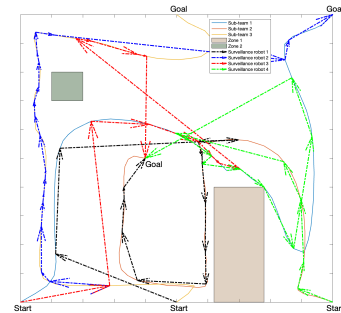 Goal
Goal
Sub-team 1
Sub-team 2
Sub-team 3
Zone 1
Zone 2
Surveillance robot 1
Surveillance robot 2
Surveillance robot 3
Surveillance robot 4
Goal
Start
Start
Start